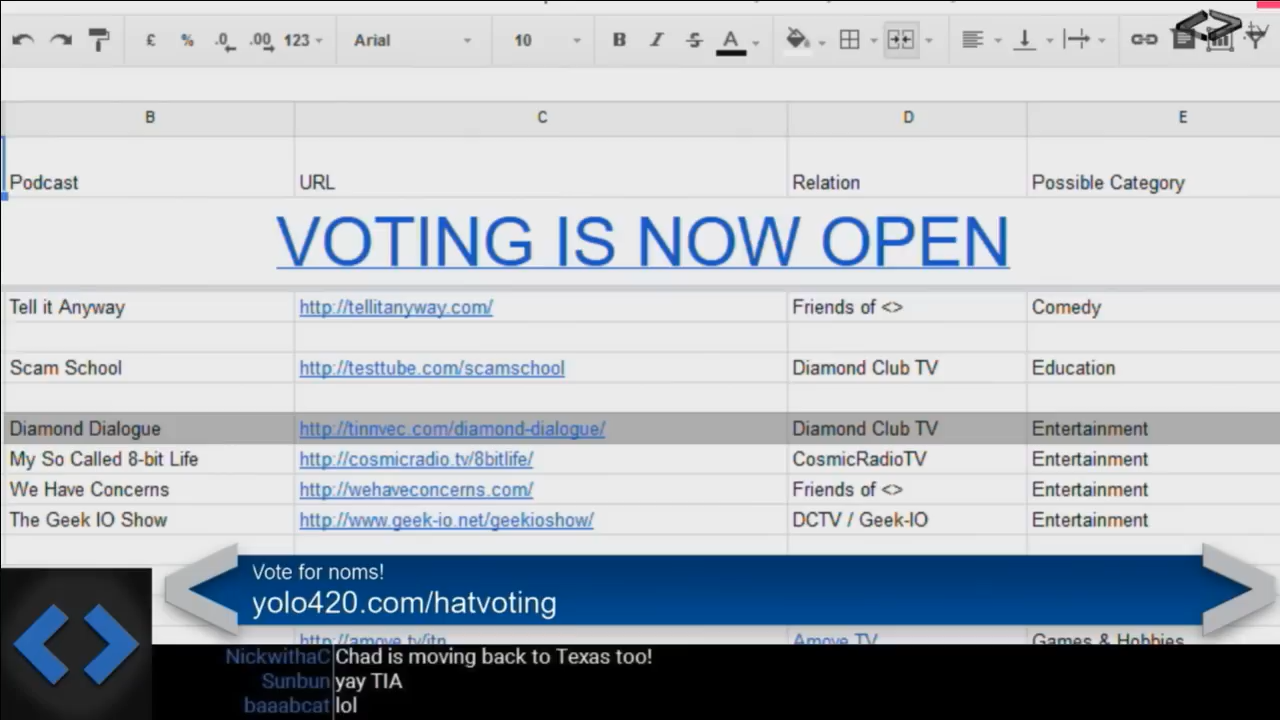 £ % .0 .00 123 Arial 10 B I S A
B C D E
Podcast URL Relation Possible Category
VOTING IS NOW OPEN
Tell it Anyway http://tellitanyway.com/ Friends of <> Comedy
Scam School http://testtube.com/scamschool Diamond Club TV Education
Diamond Dialogue http://tinnvec.com/diamond-dialogue/ Diamond Club TV Entertainment
My So Called 8-bit Life http://cosmicradio.tv/8bitlife/ CosmicRadioTV Entertainment
We Have Concerns http://wehaveconcerns.com/ Friends of <> Entertainment
The Geek IO Show http://www.geek-io.net/geekioshow/ DCTV / Geek-IO Entertainment
Vote for noms!
yolo420.com/hatvoting
http://amove.tv/itn Amove TV Games & Hobbies
NickwithaC Chad is moving back to Texas too!
Sunbun yay TIA
baaabcat lol